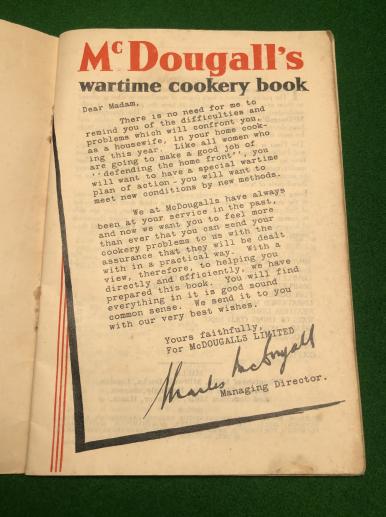 McDougall's
wartime cookery book
Dear Madam,
There is no need for me to
remind you of the difficulties and
problems which will confront you,
as a housewife, in your home cook-
ing this year. Like all women who
are going to make a good job of
''defending the home front'', you
will want to have a special wartime
plan of action, you will want to
meet new conditions by new methods.
We at McDougalls have always
been at your service in the past,
and now we want you to feel more
than ever that you can send your
cookery problems to us with the
assurance that they will be dealt
with in a practical way. With a
view, therefore, to helping you
directly and efficiently, we have
prepared this book. You will find
everything in it is good sound
common sense. We send it to you
with our very best wishes.
Yours faithfully,
For McDOUGALLS LIMITED
Charles McDougall
Managing Director.